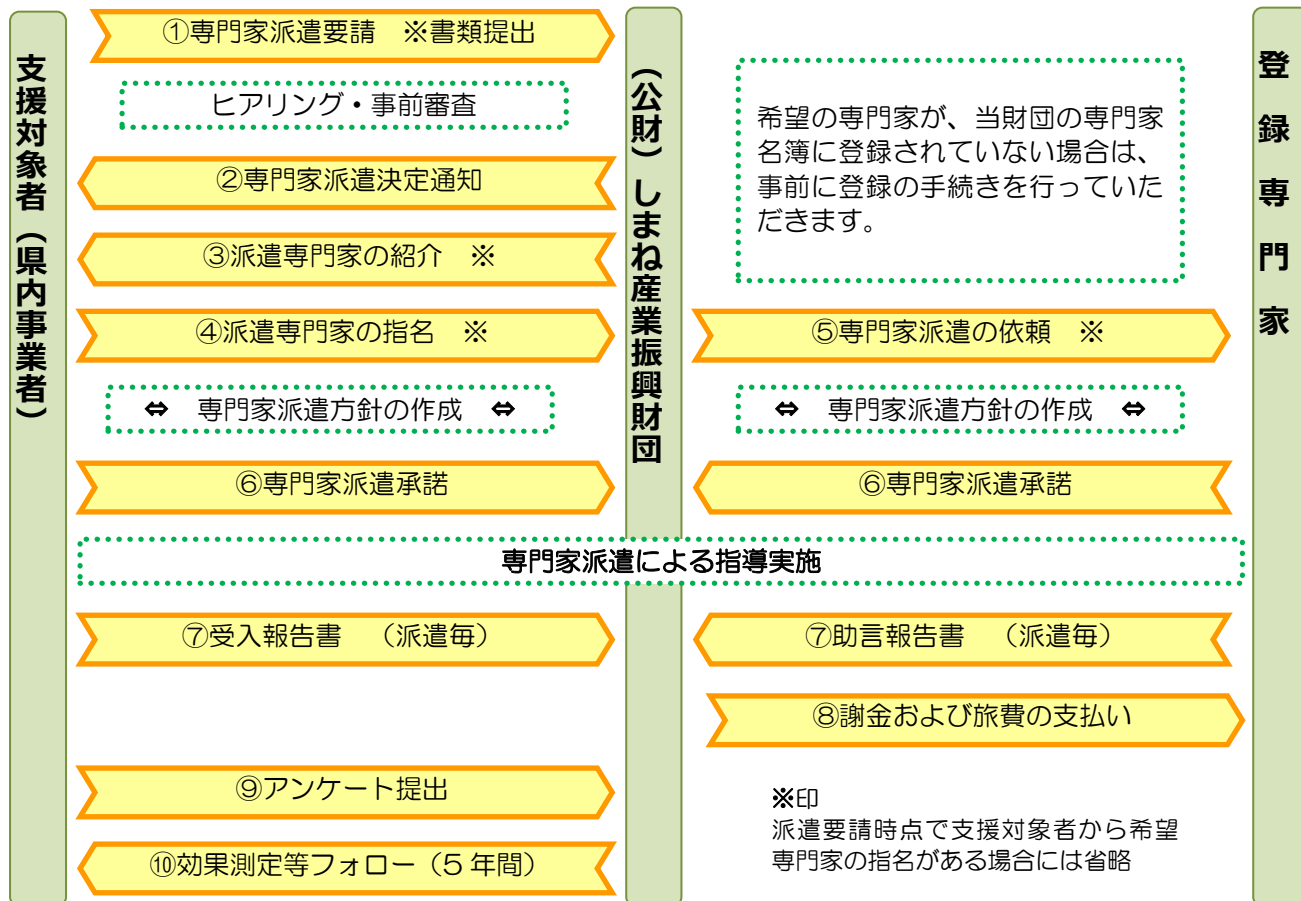 支援対象者（県内事業者）
（公財）しまね産業振興財団
登録専門家
①専門家派遣要請　※書類提出
ヒアリング・事前審査
希望の専門家が、当財団の専門家
名簿に登録されていない場合は、
事前に登録の手続きを行っていた
だきます。
②専門家派遣決定通知
③派遣専門家の紹介　※
④派遣専門家の指名　※
⑤専門家派遣の依頼　※
⇔　専門家派遣方針の作成　⇔
⇔　専門家派遣方針の作成　⇔
⑥専門家派遣承諾
⑥専門家派遣承諾
専門家派遣による指導実施
⑦受入報告書　（派遣毎）
⑦助言報告書　（派遣毎）
⑧謝金および旅費の支払い
⑨アンケート提出
⑩効果測定等フォロー（5 年間）
※印
派遣要請時点で支援対象者から希望
専門家の指名がある場合には省略